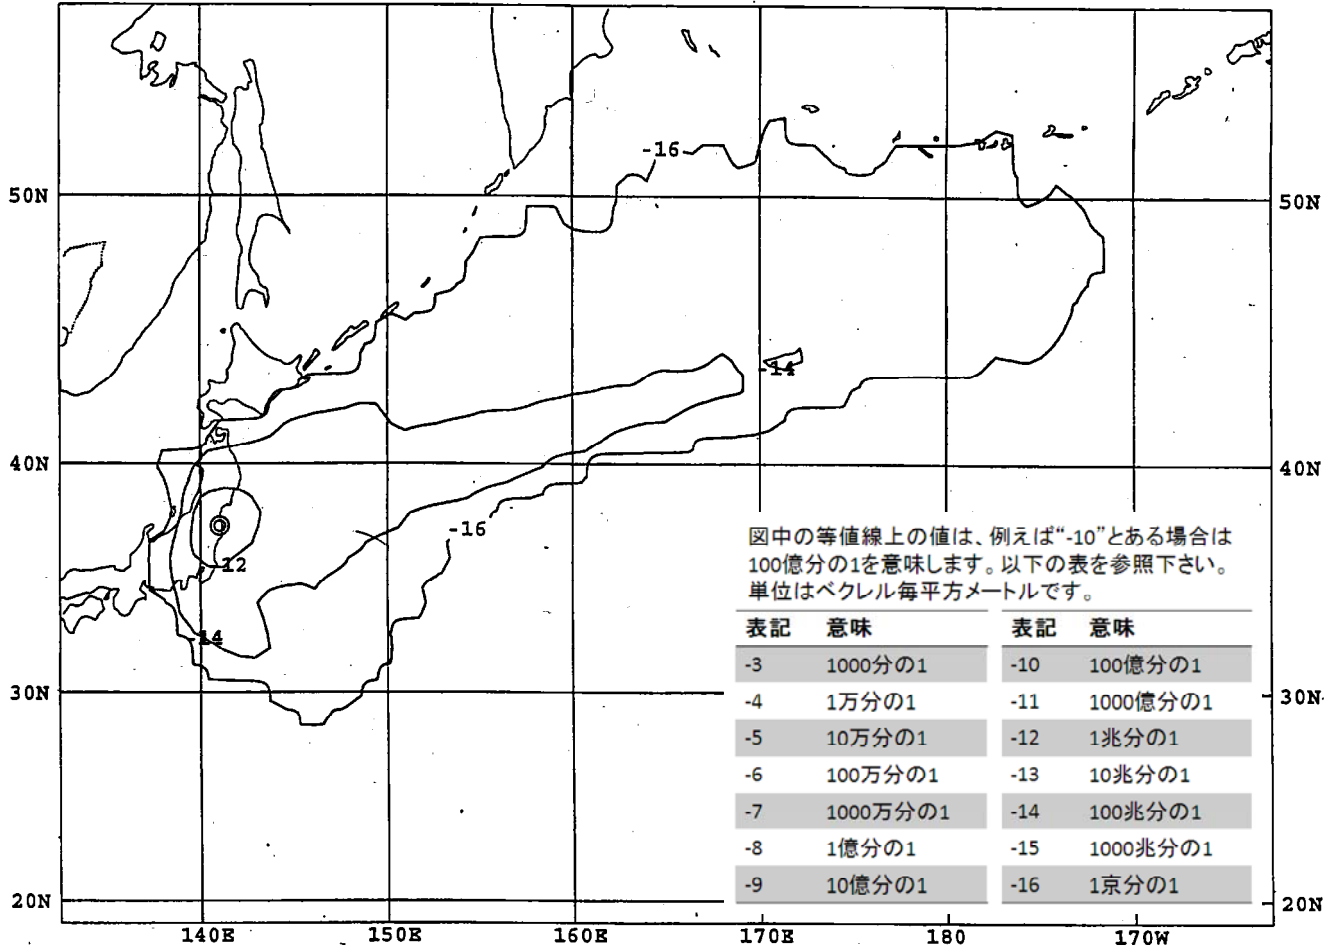 -16
50N
50N
-14
40N
40N
-16
-12
-14
図中の等値線上の値は、例えば“-10”とある場合は
100億分の1を意味します。以下の表を参照下さい。
単位はベクレル毎平方メートルです。
表記 意味 表記 意味
-3 1000分の1 -10 100億分の1
-4 1万分の1 -11 1000億分の1
-5 10万分の1 -12 1兆分の1
-6 100万分の1 -13 10兆分の1
-7 1000万分の1 -14 100兆分の1
-8 1億分の1 -15 1000兆分の1
-9 10億分の1 -16 1京分の1
30N
30N
20N
20N
140E 150E 160E 170E 180 170W